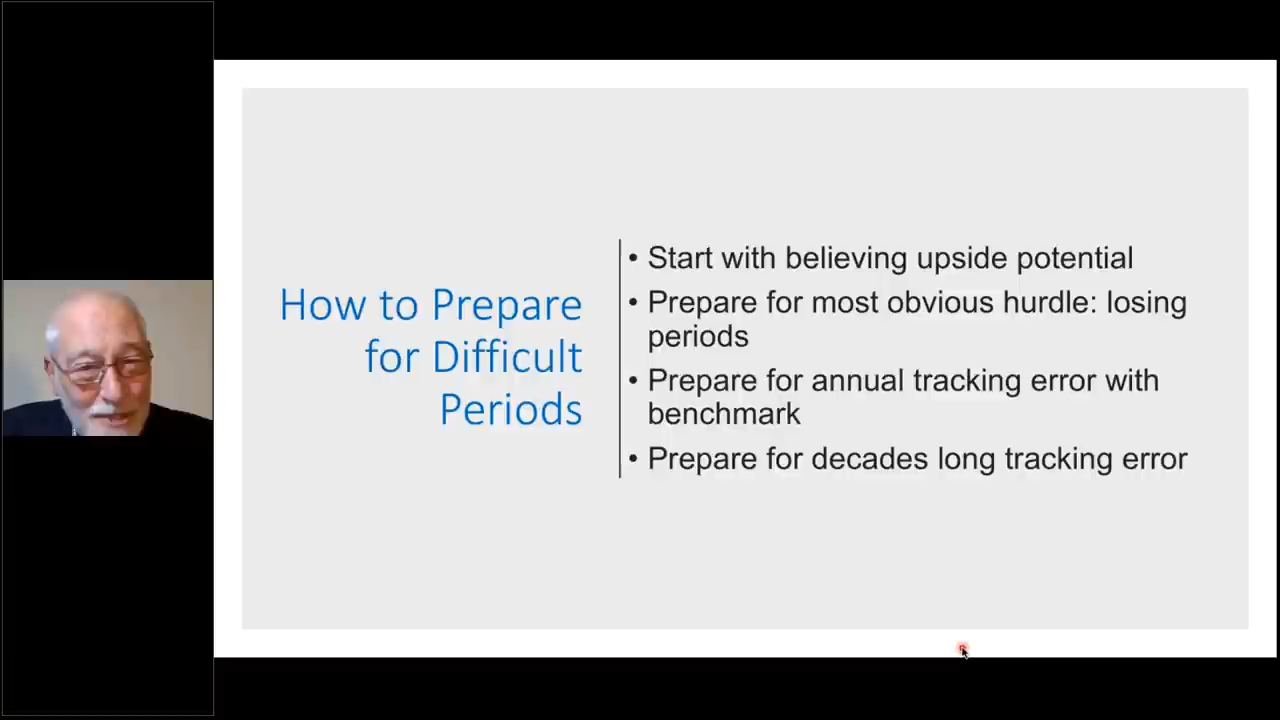 How to Prepare
for Difficult
Periods
• Start with believing upside potential
• Prepare for most obvious hurdle: losing
periods
• Prepare for annual tracking error with
benchmark
• Prepare for decades long tracking error